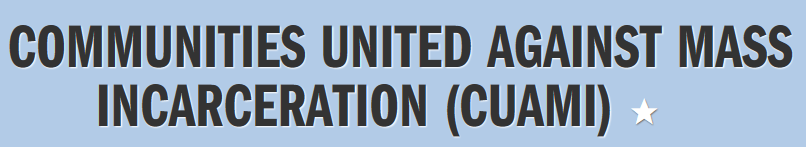 COMMUNITIES UNITED AGAINST MASS
INCARCERATION (CUAMI)